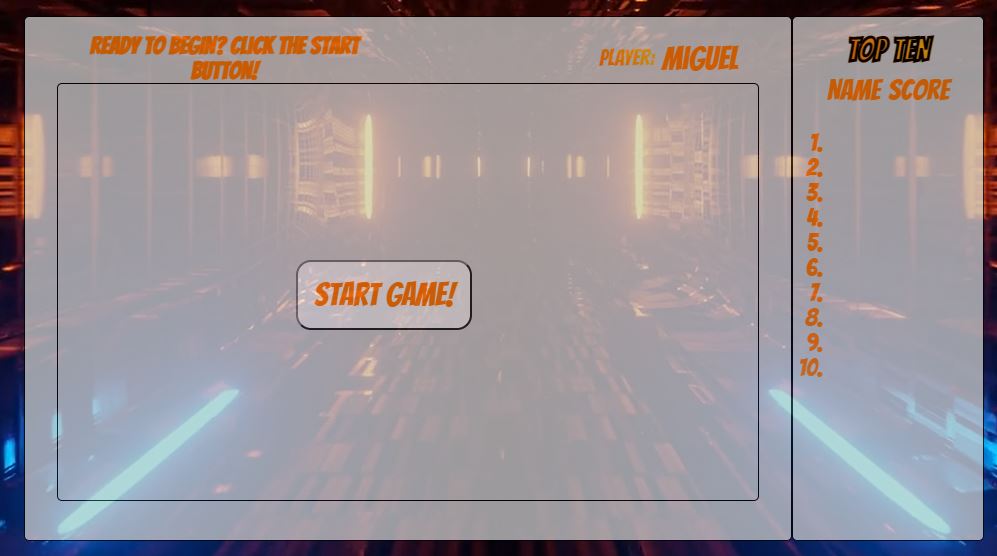 READY TO BEGIN? CLICK THE START
BUTTON!
PLAYER: MIGUEL
START GAME!
TOP TEN
NAME SCORE
1.
2.
3.
4.
5.
6.
7.
8.
9.
10.